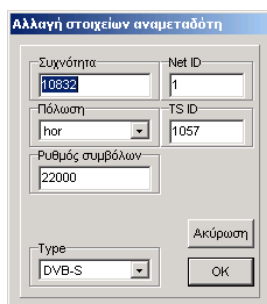 Αλλαγή στοιχείων αναμεταδότη
Συχνότητα
10832
Net ID
1
Πόλωση
hor
TS ID
1057
Ρυθμός συμβόλων
22000
Ακύρωση
Type
DVB-S
OK